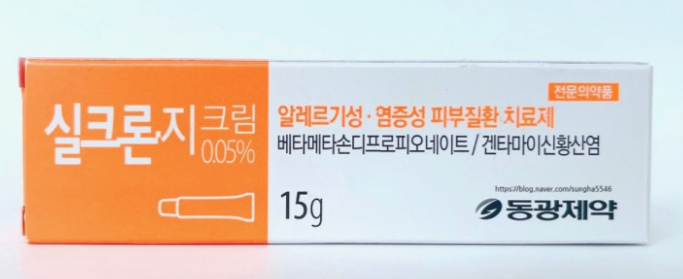 전문의약품
실크론·지 크림
0.05%
알레르기성·염증성 피부질환 치료제
베타메타손디프로피오네이트/겐타마이신황산염
15g
https://blog.naver.com/sungha5546
동광제약